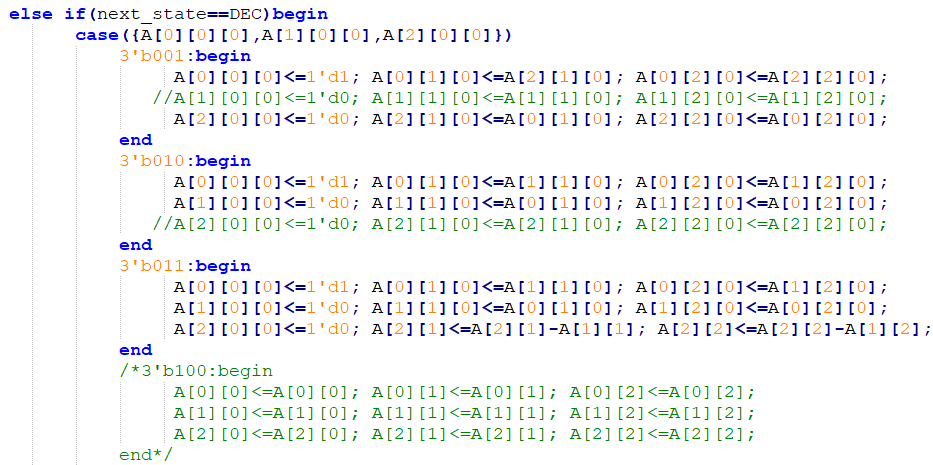 else if(next_state==DEC)begin
case({A[0][0][0],A[1][0][0],A[2][0][0]})
3'b001:begin
A[0][0][0]<=1'd1; A[0][1][0]<=A[2][1][0]; A[0][2][0]<=A[2][2][0];
//A[1][0][0]<=1'd0; A[1][1][0]<=A[1][1][0]; A[1][2][0]<=A[1][2][0];
A[2][0][0]<=1'd0; A[2][1][0]<=A[0][1][0]; A[2][2][0]<=A[0][2][0];
end
3'b010:begin
A[0][0][0]<=1'd1; A[0][1][0]<=A[1][1][0]; A[0][2][0]<=A[1][2][0];
A[1][0][0]<=1'd0; A[1][1][0]<=A[0][1][0]; A[1][2][0]<=A[0][2][0];
//A[2][0][0]<=1'd0; A[2][1][0]<=A[2][1][0]; A[2][2][0]<=A[2][2][0];
end
3'b011:begin
A[0][0][0]<=1'd1; A[0][1][0]<=A[1][1][0]; A[0][2][0]<=A[1][2][0];
A[1][0][0]<=1'd0; A[1][1][0]<=A[0][1][0]; A[1][2][0]<=A[0][2][0];
A[2][0][0]<=1'd0; A[2][1]<=A[2][1]-A[1][1]; A[2][2]<=A[2][2]-A[1][2];
end
/*3'b100:begin
A[0][0]<=A[0][0]; A[0][1]<=A[0][1]; A[0][2]<=A[0][2];
A[1][0]<=A[1][0]; A[1][1]<=A[1][1]; A[1][2]<=A[1][2];
A[2][0]<=A[2][0]; A[2][1]<=A[2][1]; A[2][2]<=A[2][2];
end*/